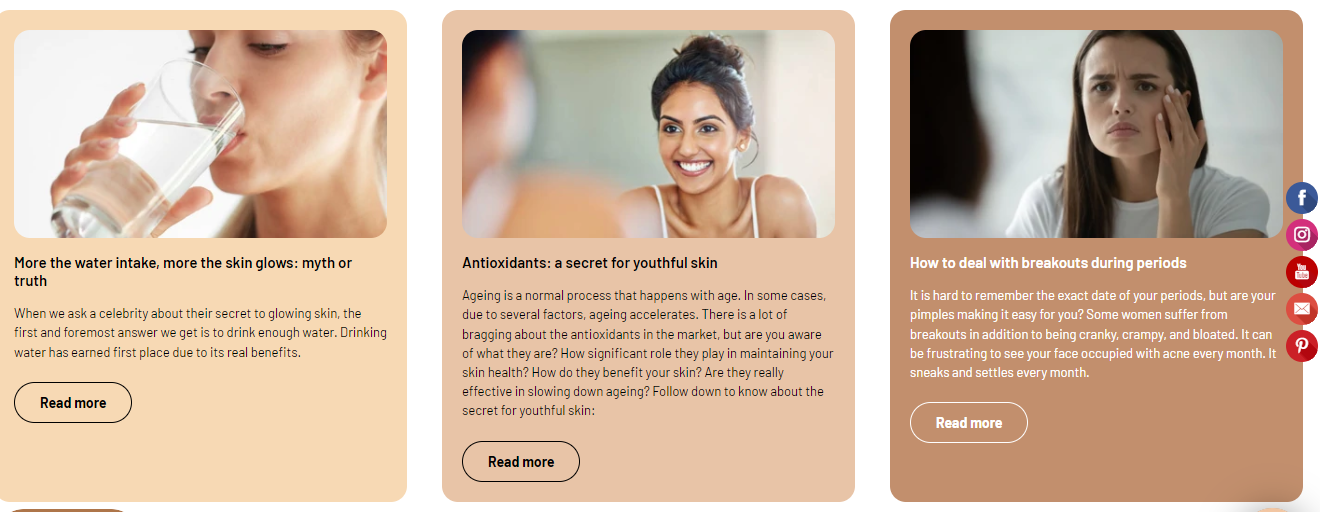 More the water intake, more the skin glows: myth or
truth
When we ask a celebrity about their secret to glowing skin, the
first and foremost answer we get is to drink enough water. Drinking
water has earned first place due to its real benefits.
Read more
Antioxidants: a secret for youthful skin
Ageing is a normal process that happens with age. In some cases,
due to several factors, ageing accelerates. There is a lot of
bragging about the antioxidants in the market, but are you aware
of what they are? How significant role they play in maintaining your
skin health? How do they benefit your skin? Are they really
effective in slowing down ageing? Follow down to know about the
secret for youthful skin:
Read more
How to deal with breakouts during periods
It is hard to remember the exact date of your periods, but are your
pimples making it easy for you? Some women suffer from
breakouts in addition to being cranky, crampy, and bloated. It can
be frustrating to see your face occupied with acne every month. It
sneaks and settles every month.
Read more
You
Tube